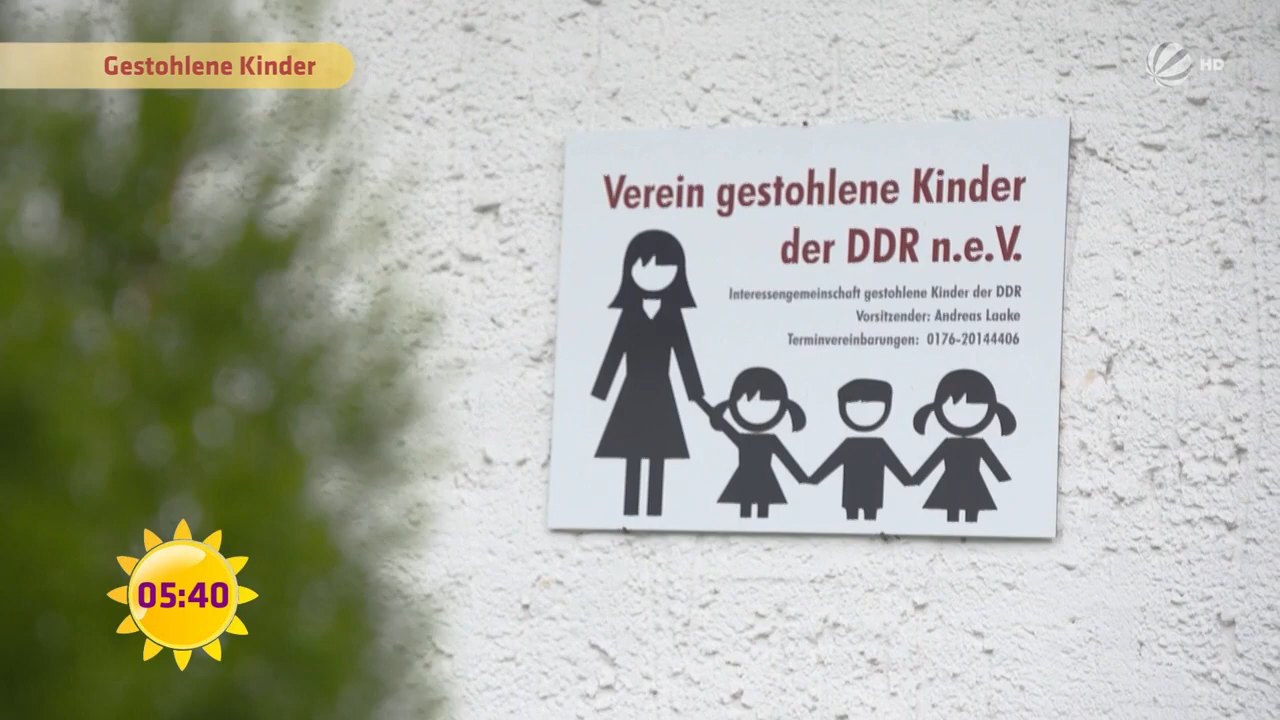 Gestohlene Kinder
HD
Verein gestohlene Kinder
der DDR n.e.V.
Interessengemeinschaft gestohlene Kinder der DDR
Vorsitzender: Andreas Laake
Terminvereinbarungen: 0176-20144406
05:40